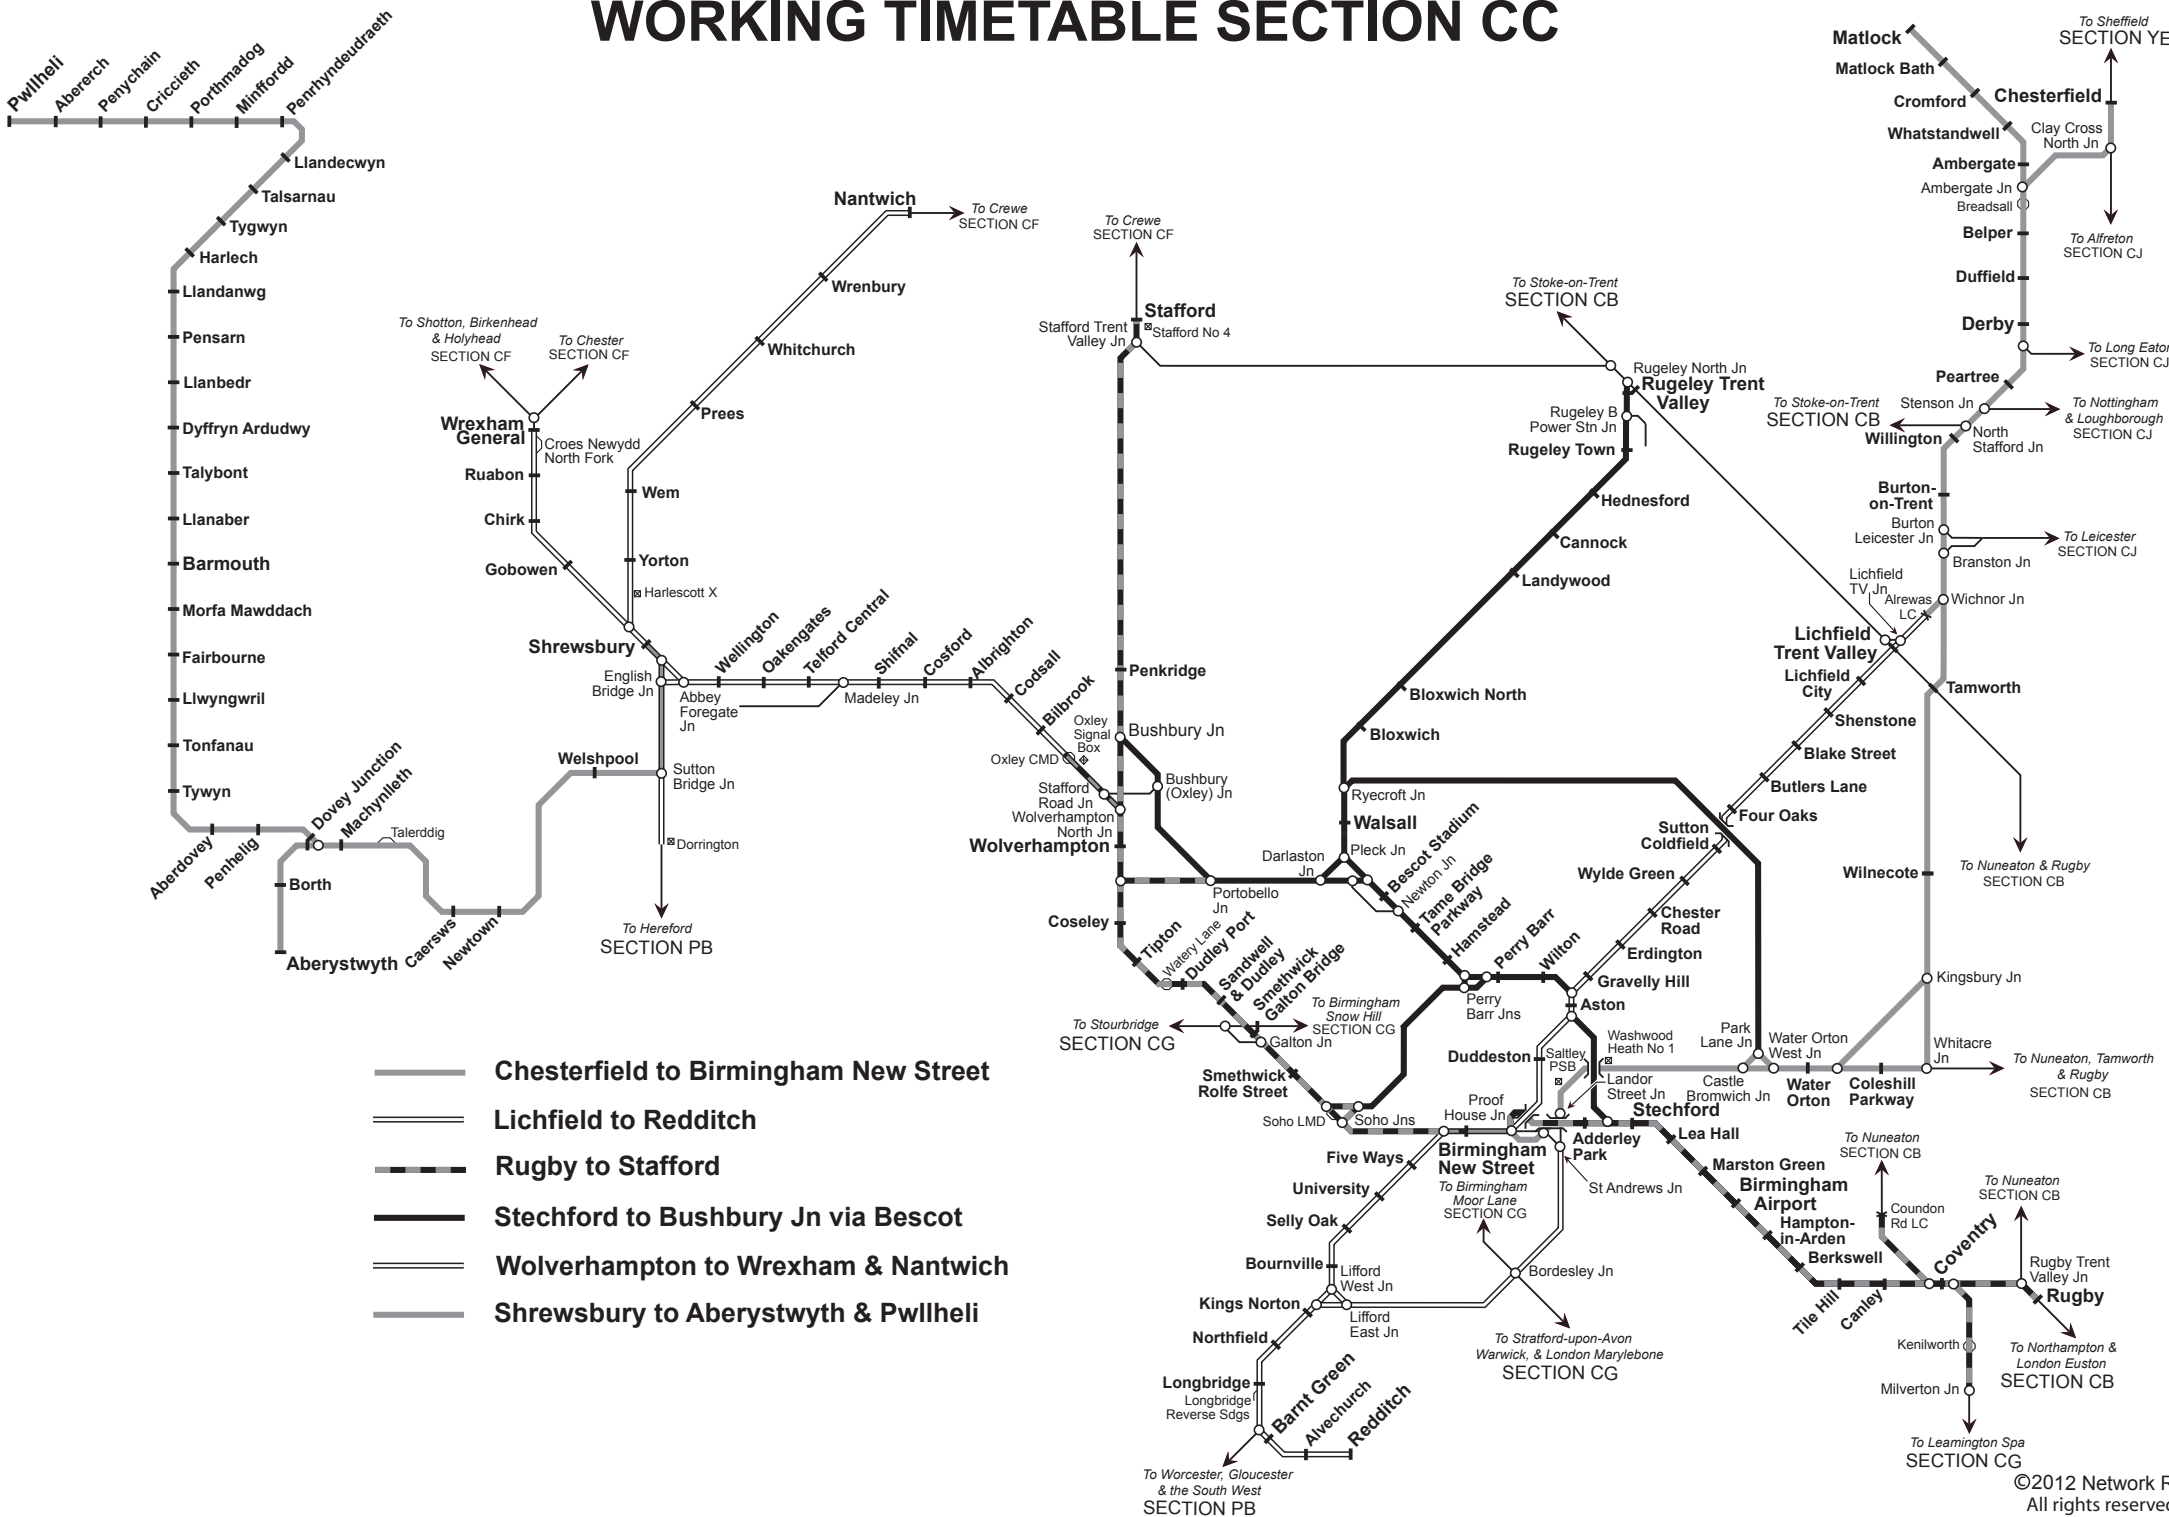 WORKING TIMETABLE SECTION CC
Pwllheli
Abererch
Penychain
Criccieth
Porthmadog
Minffordd
Penrhyndeudraeth
Llandecwyn
Talsarnau
Tygwyn
Harlech
Llandanwg
Pensarn
Llanbedr
Dyffryn Ardudwy
Talybont
Llanaber
Barmouth
Morfa Mawddach
Fairbourne
Llwyngwril
Tonfanau
Tywyn
Aberdovey
Penhelig
Dovey Junction
Machynlleth
Talerddig
Borth
Aberystwyth
Caersws
Newtown
Welshpool
To Shotton, Birkenhead
& Holyhead
SECTION CF
To Chester
SECTION CF
Wrexham
General
Croes Newydd
North Fork
Ruabon
Chirk
Gobowen
Nantwich
To Crewe
SECTION CF
Wrenbury
Whitchurch
Prees
Wem
Yorton
Harlescott X
Shrewsbury
English
Bridge Jn
Abbey
Foregate
Jn
Sutton
Bridge Jn
Dorrington
To Hereford
SECTION PB
Wellington
Oakengates
Telford Central
Madeley Jn
Shifnal
Cosford
Albrighton
Codsall
Bilbrook
Oxley
Signal
Box
Oxley CMD
Stafford
Road Jn
Wolverhampton
North Jn
Wolverhampton
To Crewe
SECTION CF
Stafford
Stafford Trent
Valley Jn
Stafford No 4
Penkridge
Bushbury Jn
Bushbury
(Oxley) Jn
Portobello
Jn
Coseley
Tipton
Watery Lane
Dudley Port
Sandwell
& Dudley
Smethwick
Galton Bridge
To Birmingham
Snow Hill
SECTION CG
To Stourbridge
SECTION CG
Galton Jn
Smethwick
Rolfe Street
Soho LMD
Soho Jns
To Stoke-on-Trent
SECTION CB
Rugeley North Jn
Rugeley Trent
Valley
Rugeley B
Power Stn Jn
Rugeley Town
Hednesford
Cannock
Landywood
Bloxwich North
Bloxwich
Ryecroft Jn
Walsall
Pleck Jn
Darlaston
Jn
Bescot Stadium
Newton Jn
Tame Bridge
Parkway
Hamstead
Perry Barr
Perry
Barr Jns
Wilton
Aston
Gravelly Hill
Erdington
Chester
Road
Wylde Green
Sutton
Coldfield
Four Oaks
Butlers Lane
Blake Street
Shenstone
Lichfield
City
Lichfield
Trent Valley
Lichfield
TV Jn
Alrewas
LC
Wichnor Jn
Matlock
Matlock Bath
Cromford
Whatstandwell
Ambergate
Ambergate Jn
Breadsall
Belper
Duffield
Derby
To Sheffield
SECTION YE
Chesterfield
Clay Cross
North Jn
To Alfreton
SECTION CJ
To Long Eaton
SECTION CJ
Peartree
Stenson Jn
To Nottingham
& Loughborough
SECTION CJ
To Stoke-on-Trent
SECTION CB
North
Stafford Jn
Willington
Burton-
on-Trent
Burton
Leicester Jn
To Leicester
SECTION CJ
Branston Jn
Tamworth
To Nuneaton & Rugby
SECTION CB
Wilnecote
Kingsbury Jn
Whitacre
Jn
To Nuneaton, Tamworth
& Rugby
SECTION CB
Coleshill
Parkway
Water
Orton
Water Orton
West Jn
Park
Lane Jn
Castle
Bromwich Jn
Washwood
Heath No 1
Saltley
PSB
Landor
Street Jn
Duddeston
Proof
House Jn
Stechford
Adderley
Park
Lea Hall
Marston Green
Birmingham
Airport
Hampton-
in-Arden
Berkswell
Tile Hill
Canley
Coventry
To Nuneaton
SECTION CB
Coundon
Rd LC
To Nuneaton
SECTION CB
Rugby Trent
Valley Jn
Rugby
To Northampton &
London Euston
SECTION CB
Kenilworth
Milverton Jn
To Leamington Spa
SECTION CG
Birmingham
New Street
St Andrews Jn
To Birmingham
Moor Lane
SECTION CG
Bordesley Jn
To Stratford-upon-Avon
Warwick, & London Marylebone
SECTION CG
Five Ways
University
Selly Oak
Bournville
Lifford
West Jn
Kings Norton
Lifford
East Jn
Northfield
Longbridge
Longbridge
Reverse Sdgs
Barnt Green
Alvechurch
Redditch
To Worcester, Gloucester
& the South West
SECTION PB
Chesterfield to Birmingham New Street
Lichfield to Redditch
Rugby to Stafford
Stechford to Bushbury Jn via Bescot
Wolverhampton to Wrexham & Nantwich
Shrewsbury to Aberystwyth & Pwllheli
©2012 Network R
All rights reserved